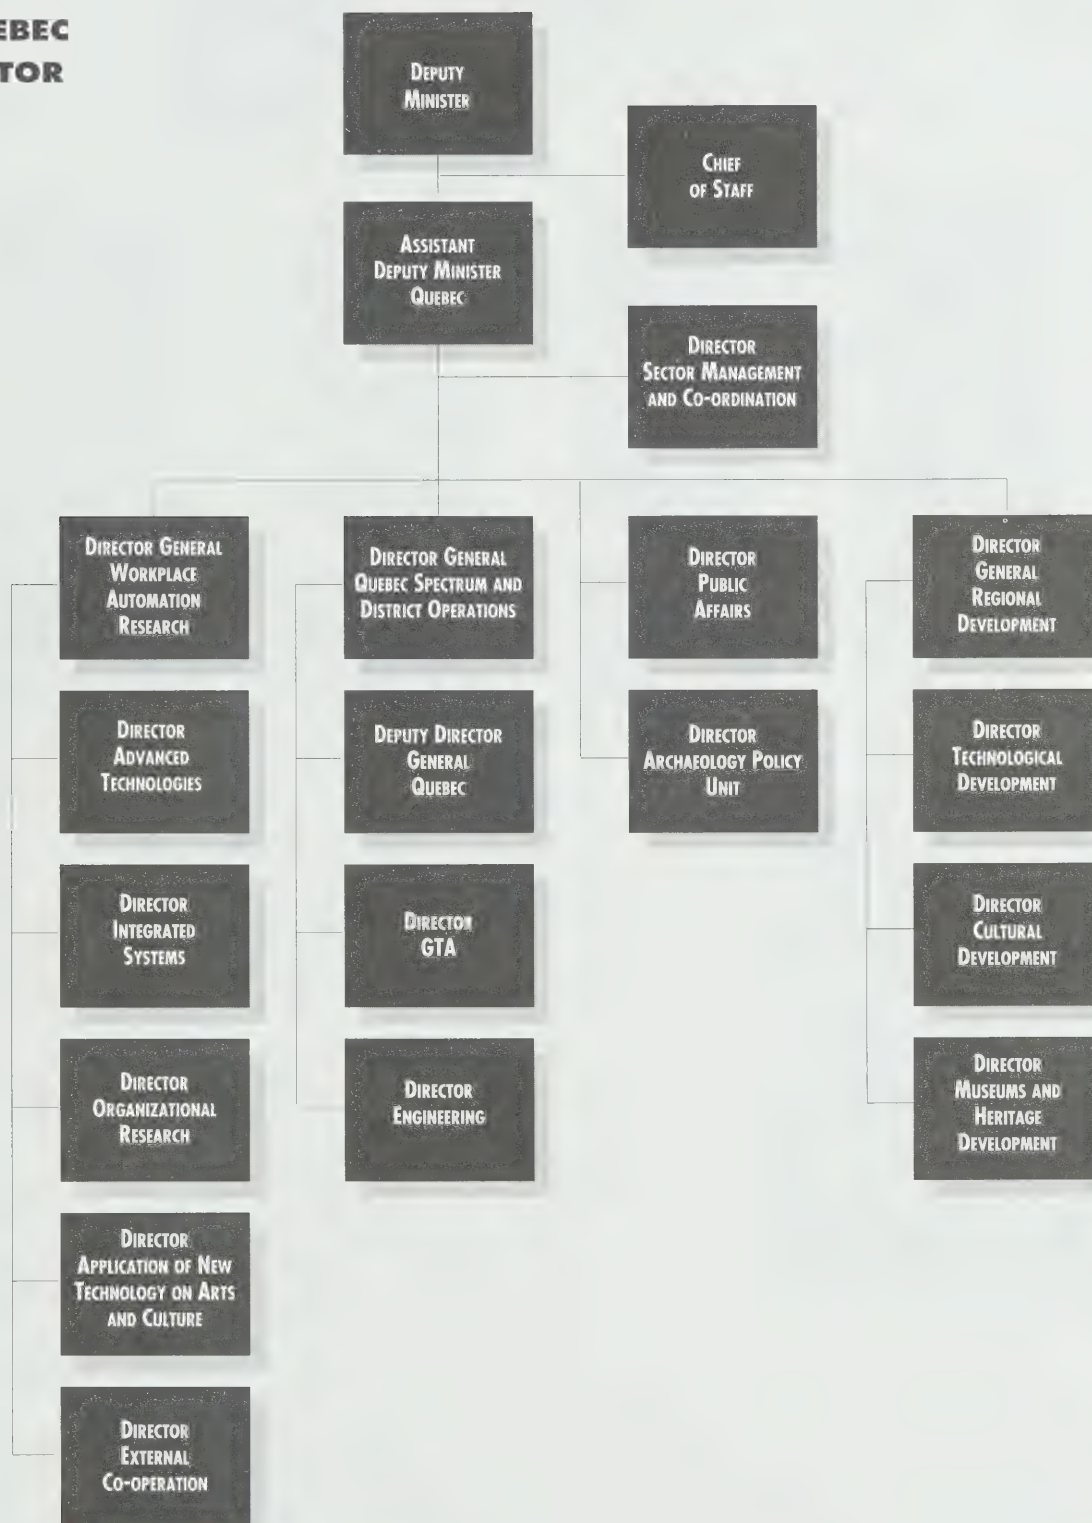 EBEC
TOR
DEPUTY
MINISTER
CHIEF
OF STAFF
ASSISTANT
DEPUTY MINISTER
QUEBEC
DIRECTOR
SECTOR MANAGEMENT
AND CO-ORDINATION
DIRECTOR GENERAL
WORKPLACE
AUTOMATION
RESEARCH
DIRECTOR GENERAL
QUEBEC SPECTRUM AND
DISTRICT OPERATIONS
DIRECTOR
PUBLIC
AFFAIRS
DIRECTOR
GENERAL
REGIONAL
DEVELOPMENT
DIRECTOR
ADVANCED
TECHNOLOGIES
DEPUTY DIRECTOR
GENERAL
QUEBEC
DIRECTOR
ARCHAEOLOGY POLICY
UNIT
DIRECTOR
TECHNOLOGICAL
DEVELOPMENT
DIRECTOR
INTEGRATED
SYSTEMS
DIRECTOR
GTA
DIRECTOR
CULTURAL
DEVELOPMENT
DIRECTOR
ORGANIZATIONAL
RESEARCH
DIRECTOR
ENGINEERING
DIRECTOR
MUSEUMS AND
HERITAGE
DEVELOPMENT
DIRECTOR
APPLICATION OF NEW
TECHNOLOGY ON ARTS
AND CULTURE
DIRECTOR
EXTERNAL
CO-OPERATION